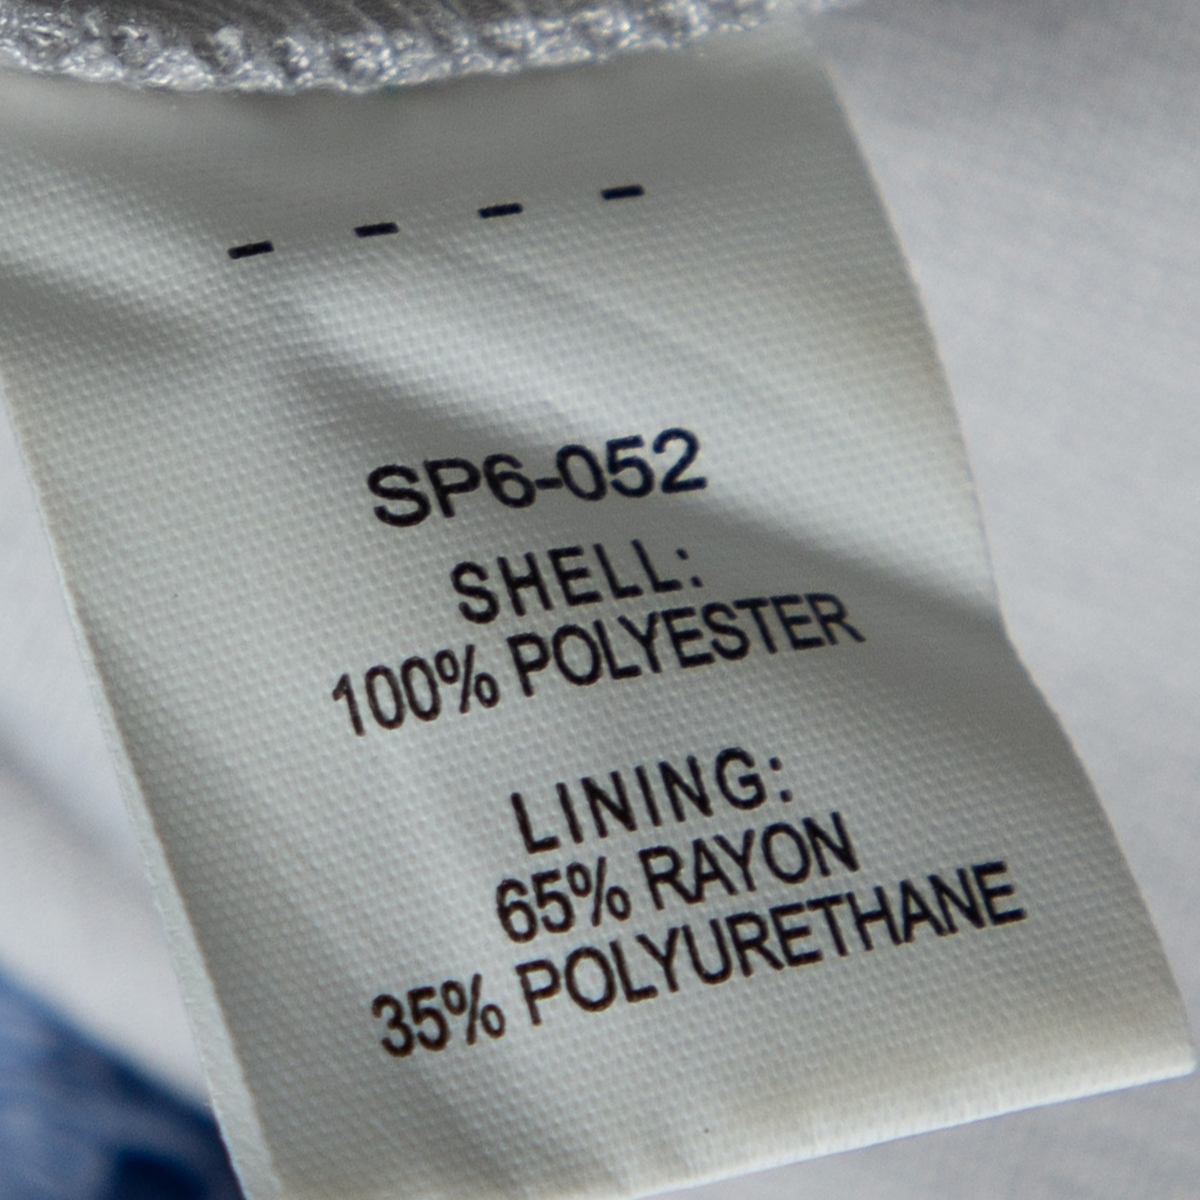 - - - -
SP6-052
SHELL:
100% POLYESTER
LINING:
65% RAYON
35% POLYURETHANE